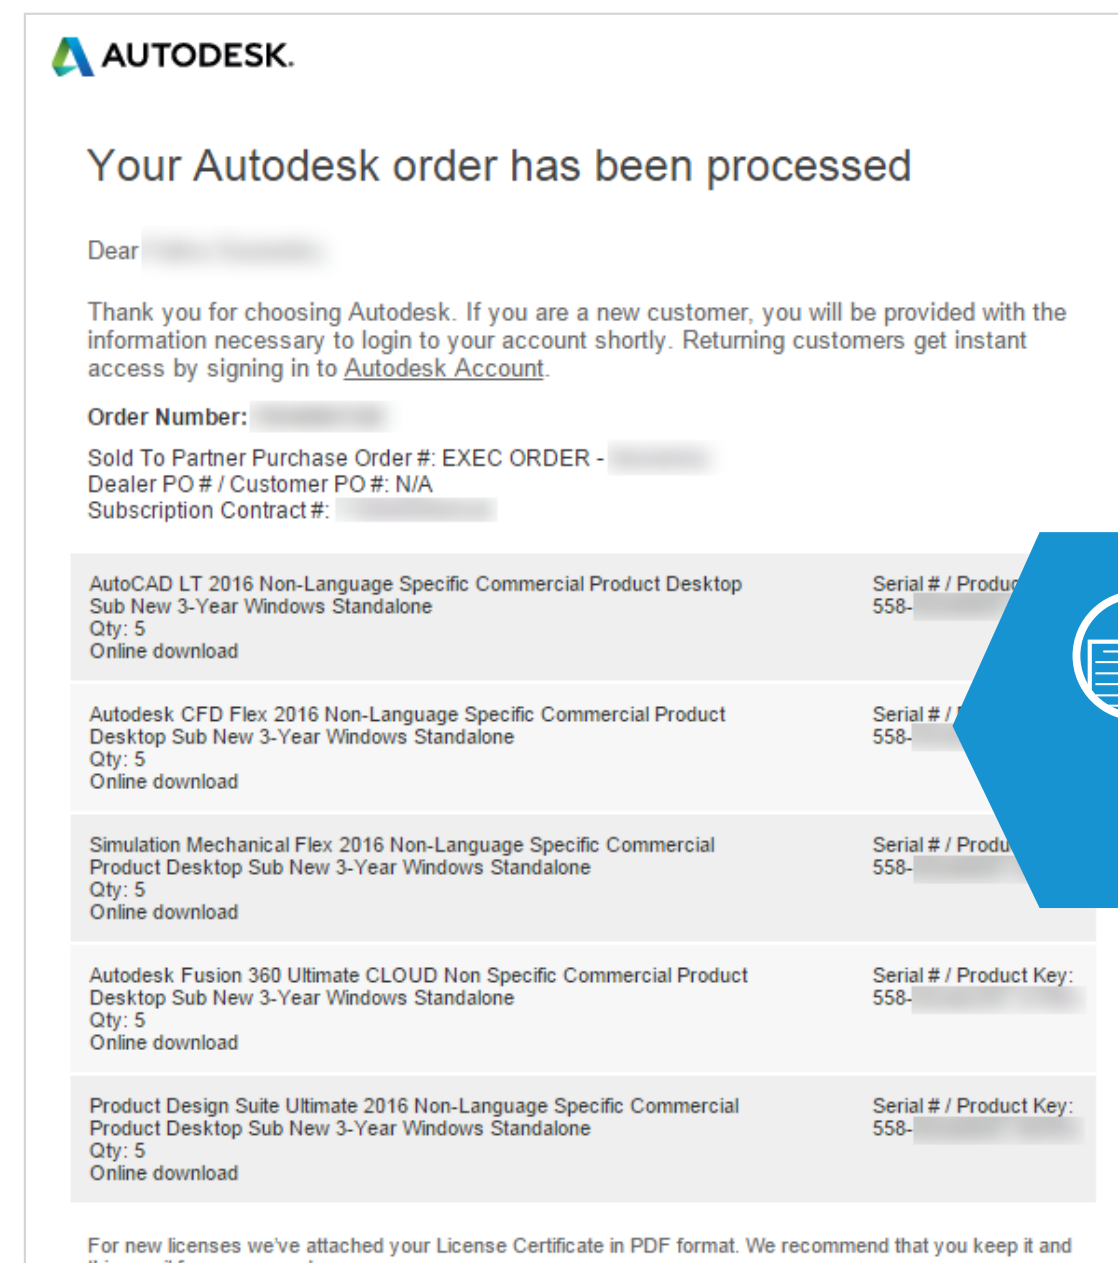 AUTODESK.
Your Autodesk order has been processed
Dear
Thank you for choosing Autodesk. If you are a new customer, you will be provided with the
information necessary to login to your account shortly. Returning customers get instant
access by signing in to Autodesk Account.
Order Number:
Sold To Partner Purchase Order #: EXEC ORDER -
Dealer PO # / Customer PO #: N/A
Subscription Contract #:
AutoCAD LT 2016 Non-Language Specific Commercial Product Desktop
Sub New 3-Year Windows Standalone
Qty: 5
Online download
Serial # / Produc
558-
Autodesk CFD Flex 2016 Non-Language Specific Commercial Product
Desktop Sub New 3-Year Windows Standalone
Qty: 5
Online download
Serial # /
558-
Simulation Mechanical Flex 2016 Non-Language Specific Commercial
Product Desktop Sub New 3-Year Windows Standalone
Qty: 5
Online download
Serial # / Produ
558-
Autodesk Fusion 360 Ultimate CLOUD Non Specific Commercial Product
Desktop Sub New 3-Year Windows Standalone
Qty: 5
Online download
Serial # / Product Key:
558-
Product Design Suite Ultimate 2016 Non-Language Specific Commercial
Product Desktop Sub New 3-Year Windows Standalone
Qty: 5
Online download
Serial # / Product Key:
558-
For new licenses we've attached your License Certificate in PDF format. We recommend that you keep it and